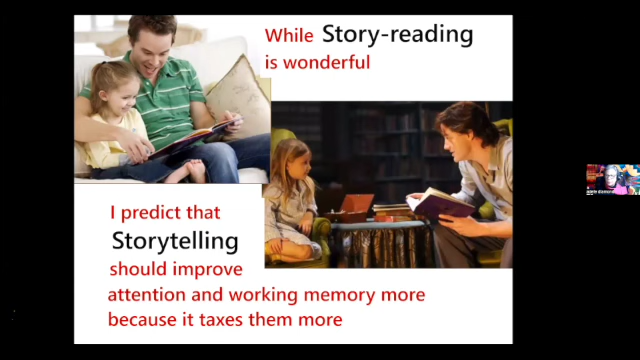 While Story-reading
is wonderful
I predict that
Storytelling
should improve
attention and working memory more
because it taxes them more